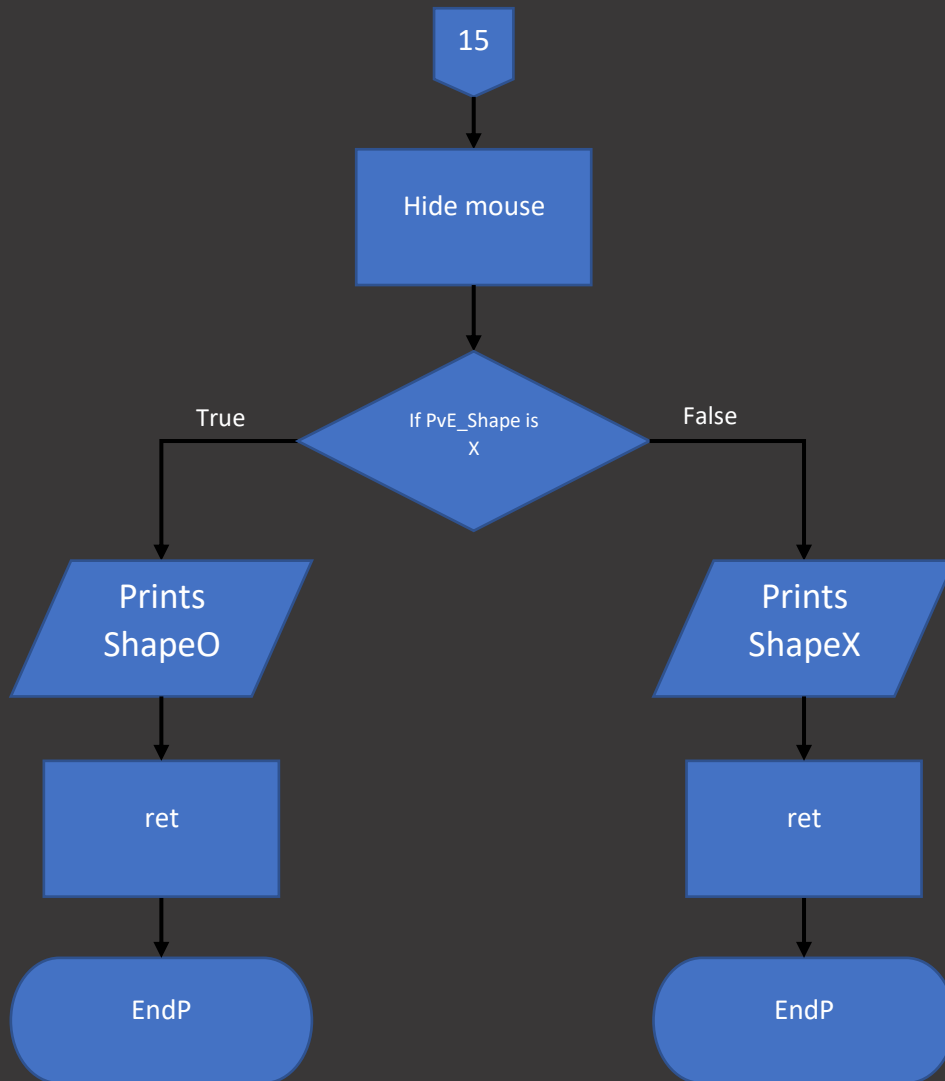 15
Hide mouse
True
If PvE_Shape is
X
False
Prints
ShapeO
Prints
ShapeX
ret
ret
EndP
EndP